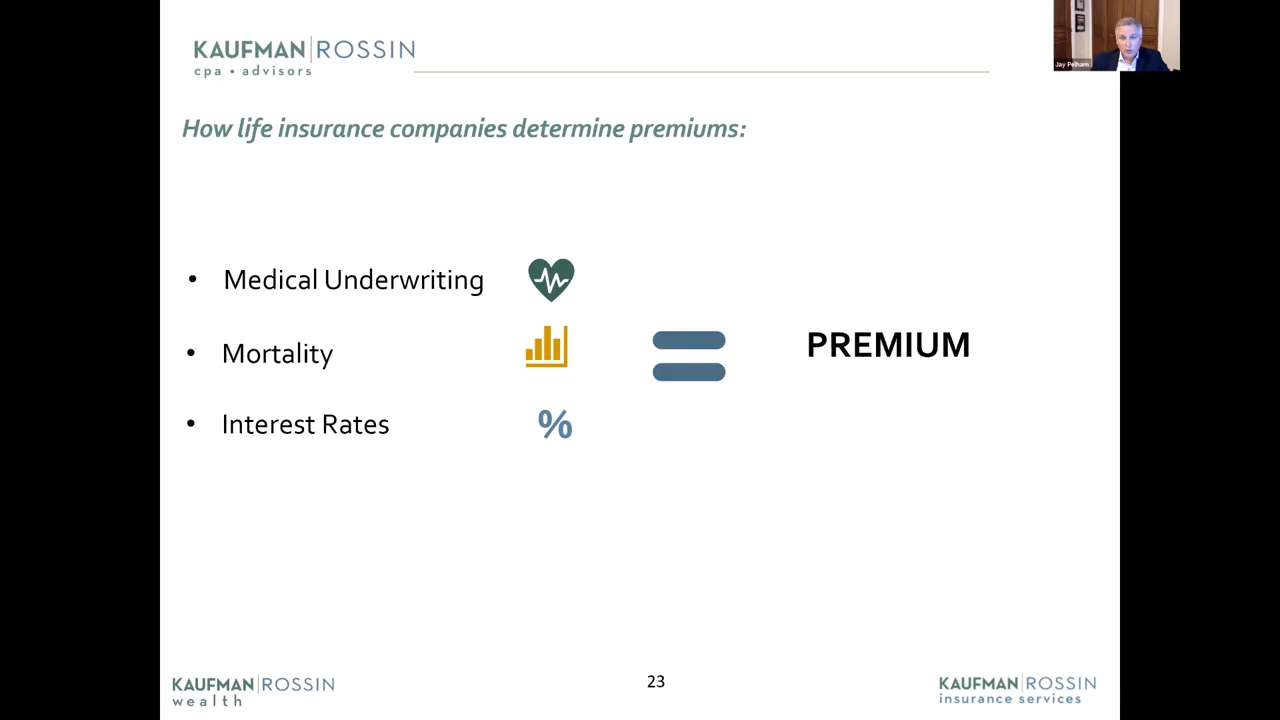 KAUFMAN|ROSSIN
cpa • advisors
Jay Pelham
How life insurance companies determine premiums:
• Medical Underwriting
• Mortality
• Interest Rates %
PREMIUM
KAUFMAN|ROSSIN
wealth
23
KAUFMAN|ROSSIN
insurance services